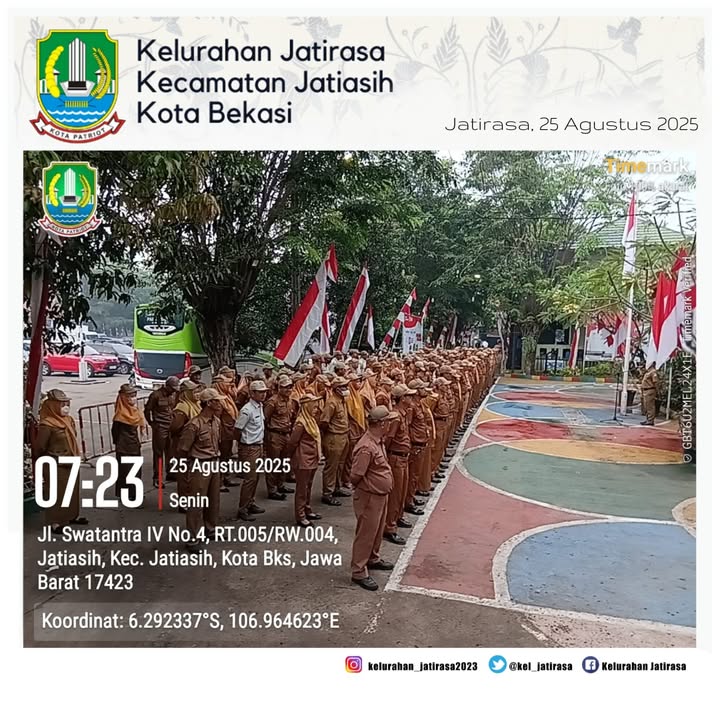 Kelurahan Jatirasa
Kecamatan Jatiasih
Kota Bekasi
KOTA PATRIOT
Jatirasa, 25 Agustus 2025
KOTA PATRIOT
Timemark
07:23
25 Agustus 2025
Senin
Jl. Swatantra IV No.4, RT.005/RW.004,
Jatiasih, Kec. Jatiasih, Kota Bks, Jawa
Barat 17423
Koordinat: 6.292337°S, 106.964623°E
kelurahan_jatirasa2023
@kel_jatirasa
Kelurahan Jatirasa